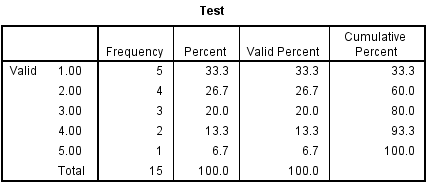 Test
Frequency Percent Valid Percent Cumulative Percent
Valid 1.00 5 33.3 33.3 33.3
2.00 4 26.7 26.7 60.0
3.00 3 20.0 20.0 80.0
4.00 2 13.3 13.3 93.3
5.00 1 6.7 6.7 100.0
Total 15 100.0 100.0